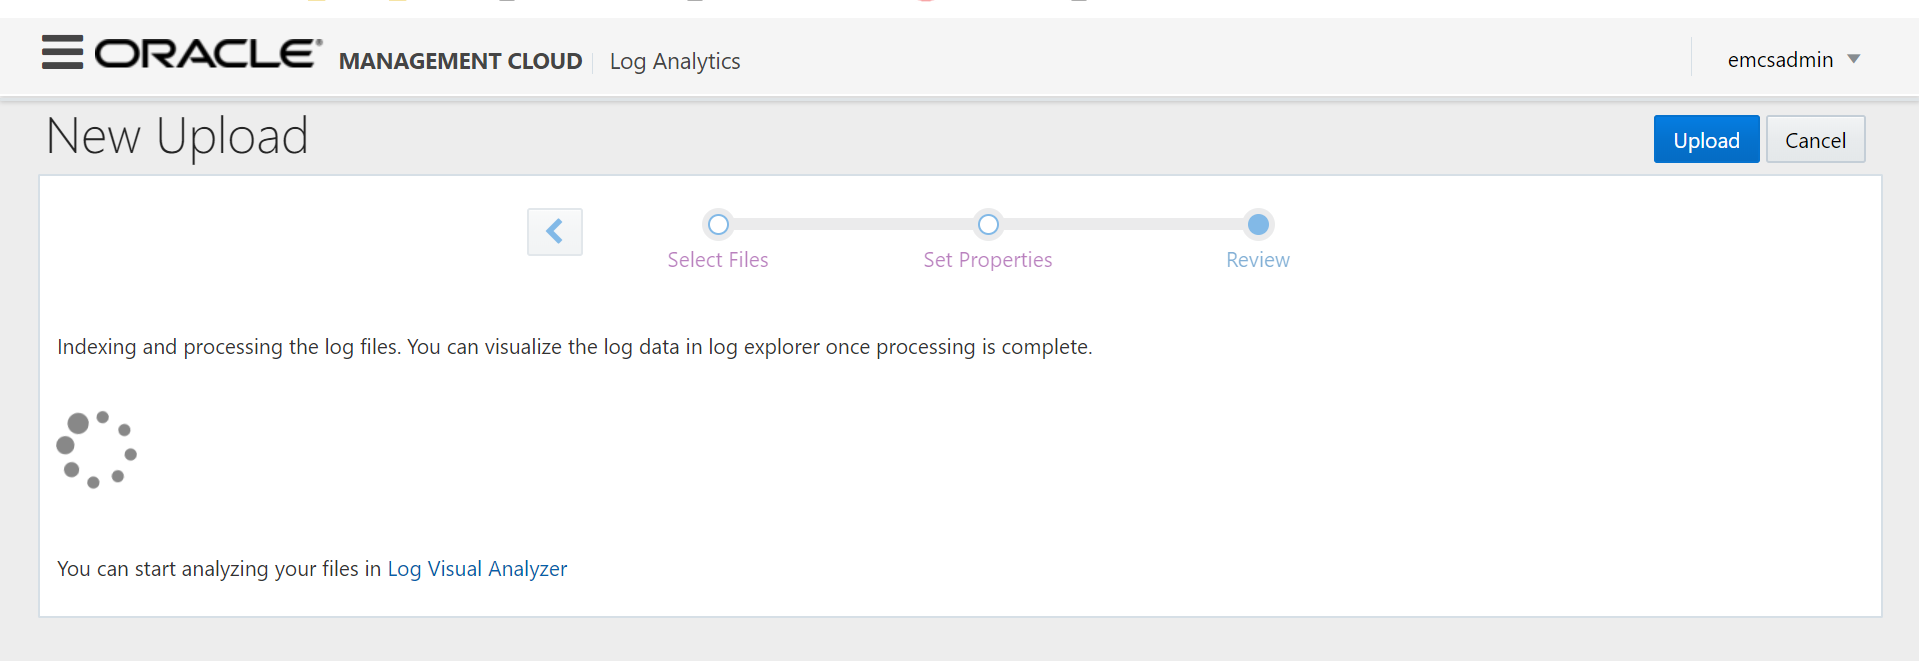 ORACLE® MANAGEMENT CLOUD Log Analytics emcsadmin
New Upload Upload Cancel
Select Files Set Properties Review
Indexing and processing the log files. You can visualize the log data in log explorer once processing is complete.
You can start analyzing your files in Log Visual Analyzer